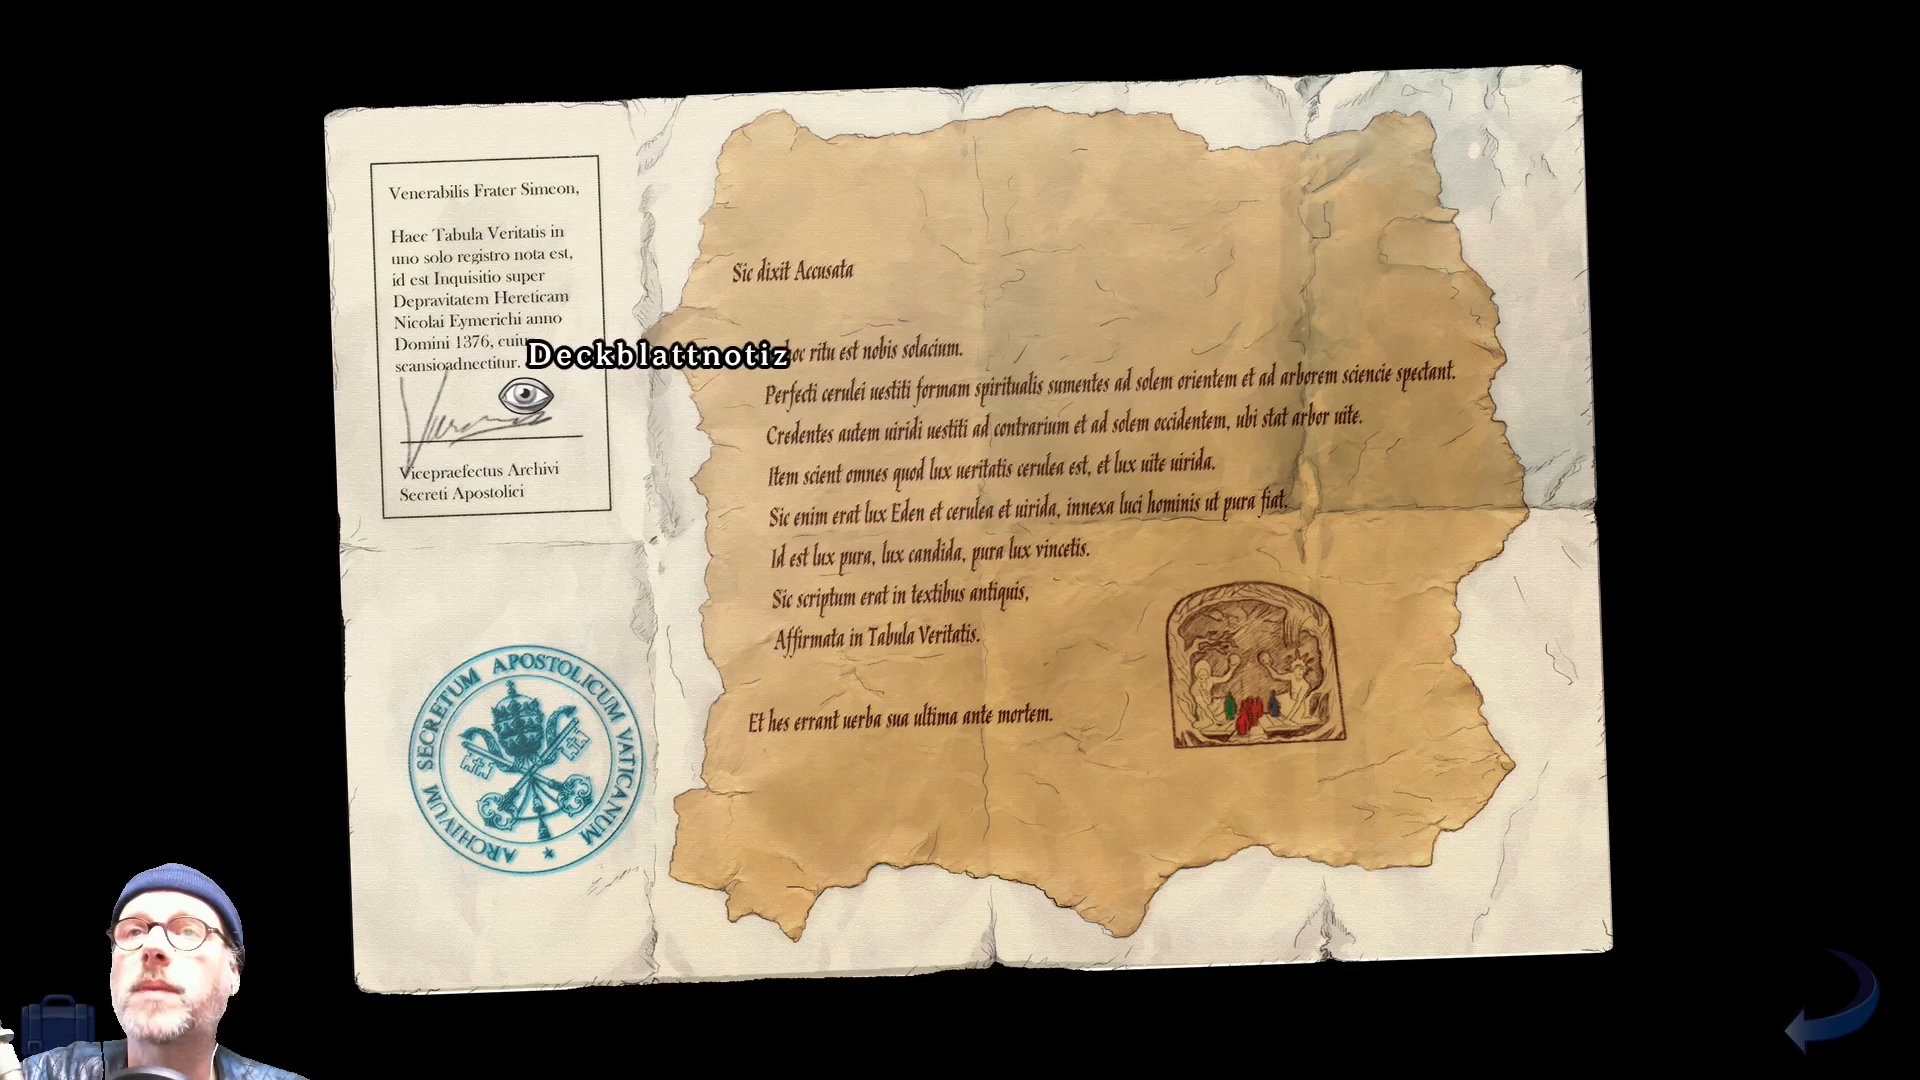 Venerabilis Frater Simeon,
Haec Tabula Veritatis in
uno solo registro nota est,
id est Inquisitio super
Depravitatem Hereticam
Nicolai Eymerichi anno
Domini 1376, cuiu
scansioadnectitur.
Deckblattnotiz
Vicepraefectus Archivi
Secreti Apostolici
ARCHIVUM SECRETUM APOSTOLICUM VATICANUM
Sic dixit Accusata
hoc ritu est nobis solacium.
Perfecti cerulei uestiti formam spiritualis sumentes ad solem orientem et ad arborem sciencie spectant.
Credentes autem uiridi uestiti ad contrarium et ad solem occidentem, ubi stat arbor uite.
Item scient omnes quod lux ueritatis cerulea est, et lux uite uirida.
Sic enim erat lux Eden et cerulea et uirida, innexa luci hominis ut pura fiat.
Id est lux pura, lux candida, pura lux vincetis.
Sic scriptum erat in textibus antiquis,
Affirmata in Tabula Veritatis.
Et hes errant uerba sua ultima ante mortem.